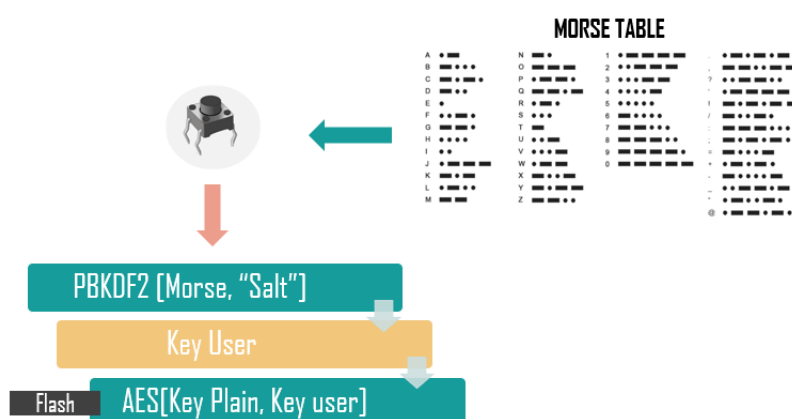 MORSE TABLE
A N 1 .
B O 2 ,
C P 3 ?
D Q 4 '
E R 5 !
F S 6 /
G T 7 :
H U 8 ;
I V 9 =
J W 0 +
K X -
L Y _
M Z "
@
PBKDF2 [Morse, “Salt”]
Key User
Flash
AES[Key Plain, Key user]